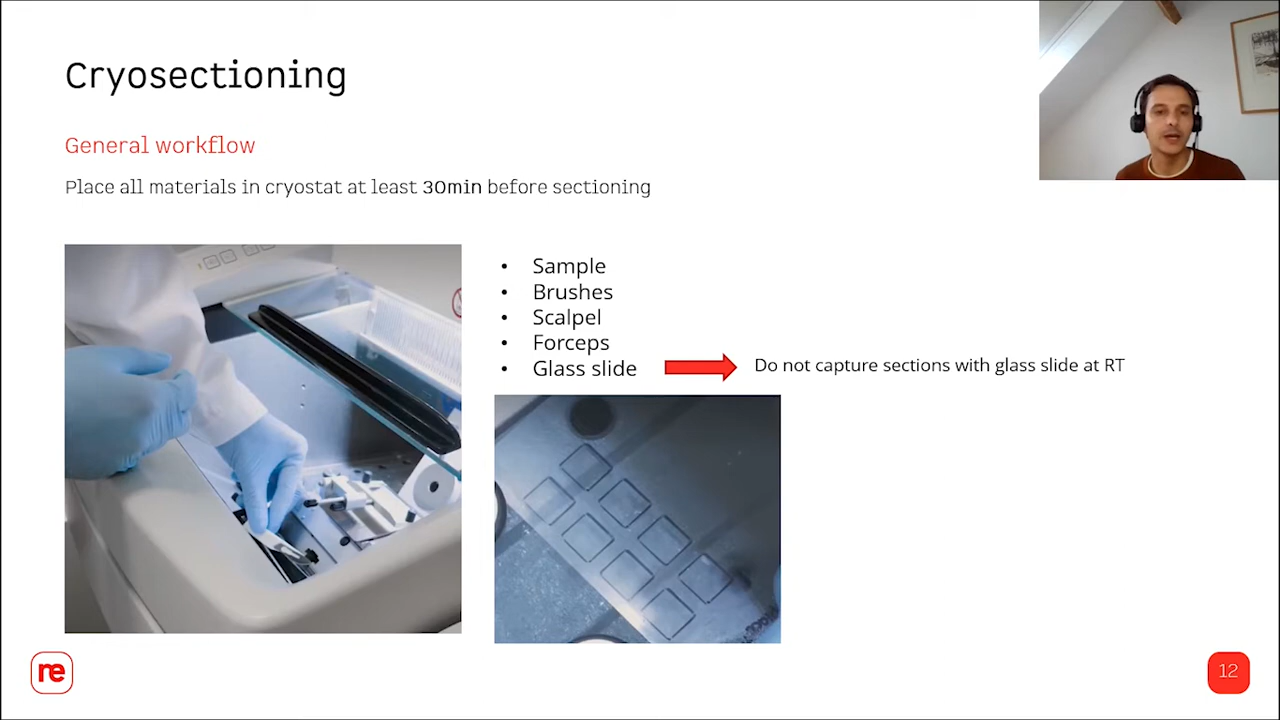 Cryosectioning
General workflow
Place all materials in cryostat at least 30min before sectioning
• Sample
• Brushes
• Scalpel
• Forceps
• Glass slide
Do not capture sections with glass slide at RT
re
12